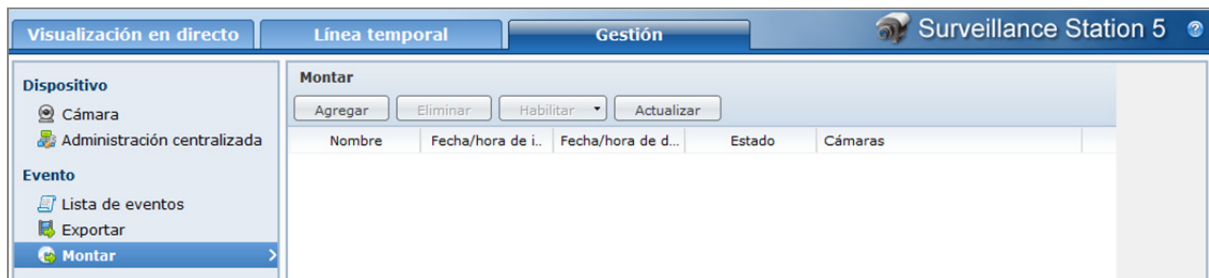 Visualización en directo Línea temporal Gestión Surveillance Station 5 ?
Dispositivo
Cámara
Administración centralizada
Evento
Lista de eventos
Exportar
Montar
Montar
Agregar Eliminar Habilitar Actualizar
Nombre Fecha/hora de i.. Fecha/hora de d... Estado Cámaras